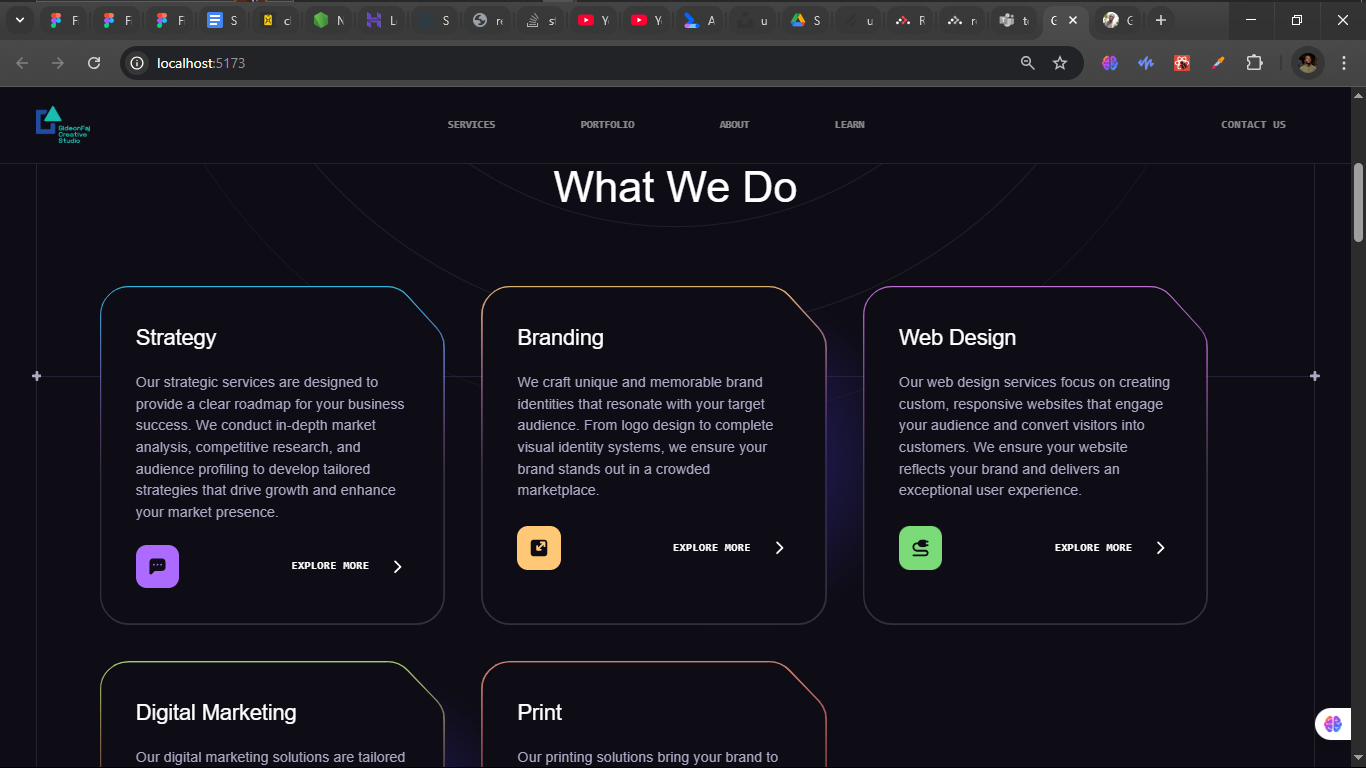 localhost:5173
GideonFaj
Creative
Studio
SERVICES
PORTFOLIO
ABOUT
LEARN
CONTACT US
What We Do
Strategy
Our strategic services are designed to
provide a clear roadmap for your business
success. We conduct in-depth market
analysis, competitive research, and
audience profiling to develop tailored
strategies that drive growth and enhance
your market presence.
EXPLORE MORE
Branding
We craft unique and memorable brand
identities that resonate with your target
audience. From logo design to complete
visual identity systems, we ensure your
brand stands out in a crowded
marketplace.
EXPLORE MORE
Web Design
Our web design services focus on creating
custom, responsive websites that engage
your audience and convert visitors into
customers. We ensure your website
reflects your brand and delivers an
exceptional user experience.
EXPLORE MORE
Digital Marketing
Our digital marketing solutions are tailored
Print
Our printing solutions bring your brand to